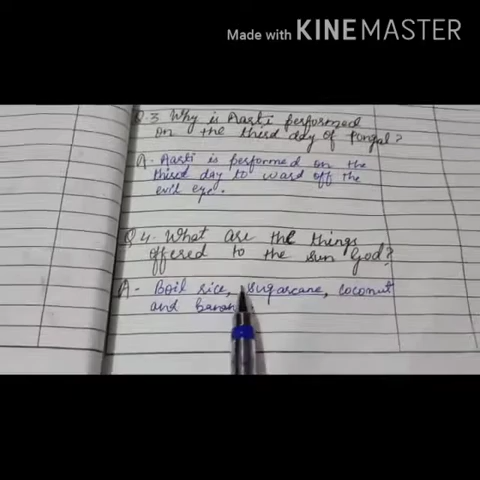 Made with KINEMASTER
Q.3 Why is Aarti performed
on the third day of Pongal?
A- Aarti is performed on the
third day to ward off the
evil eye.
Q4. What are the things
offered to the sun God?
A- Boil rice, sugarcane, coconut
and